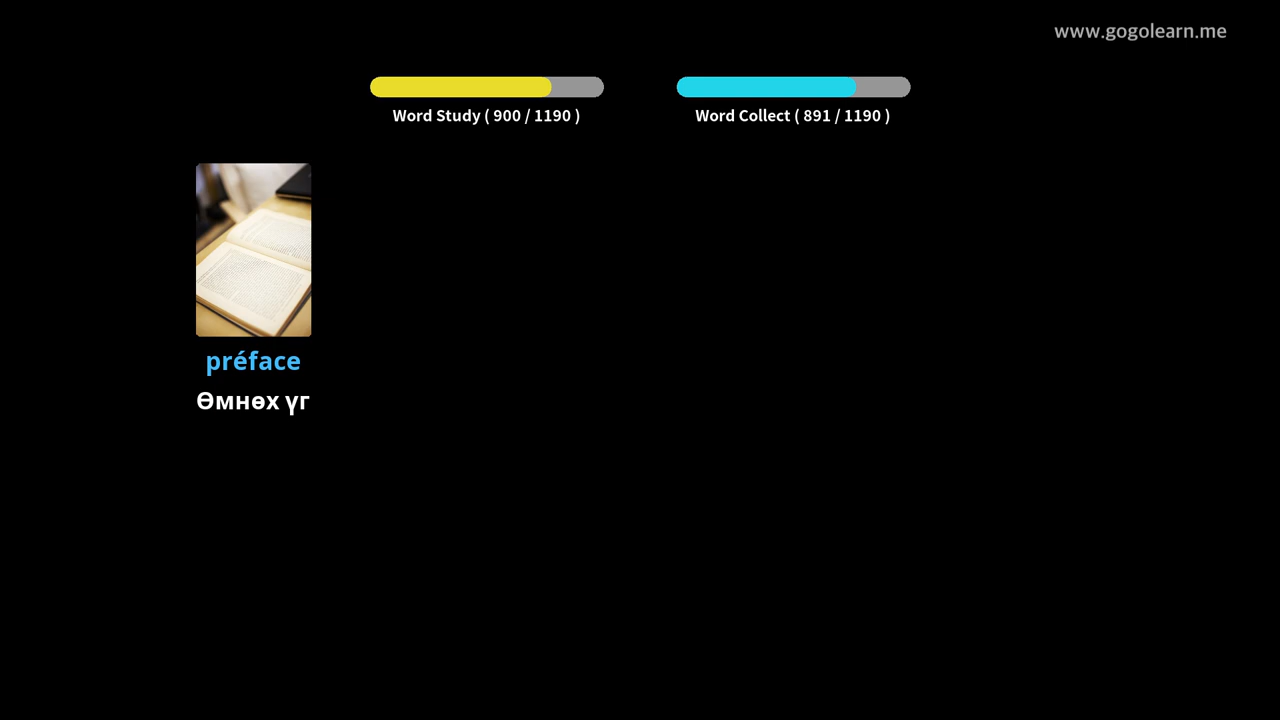 www.gogolearn.me
Word Study ( 900 / 1190 )
Word Collect ( 891 / 1190 )
préface
Өмнөх үг